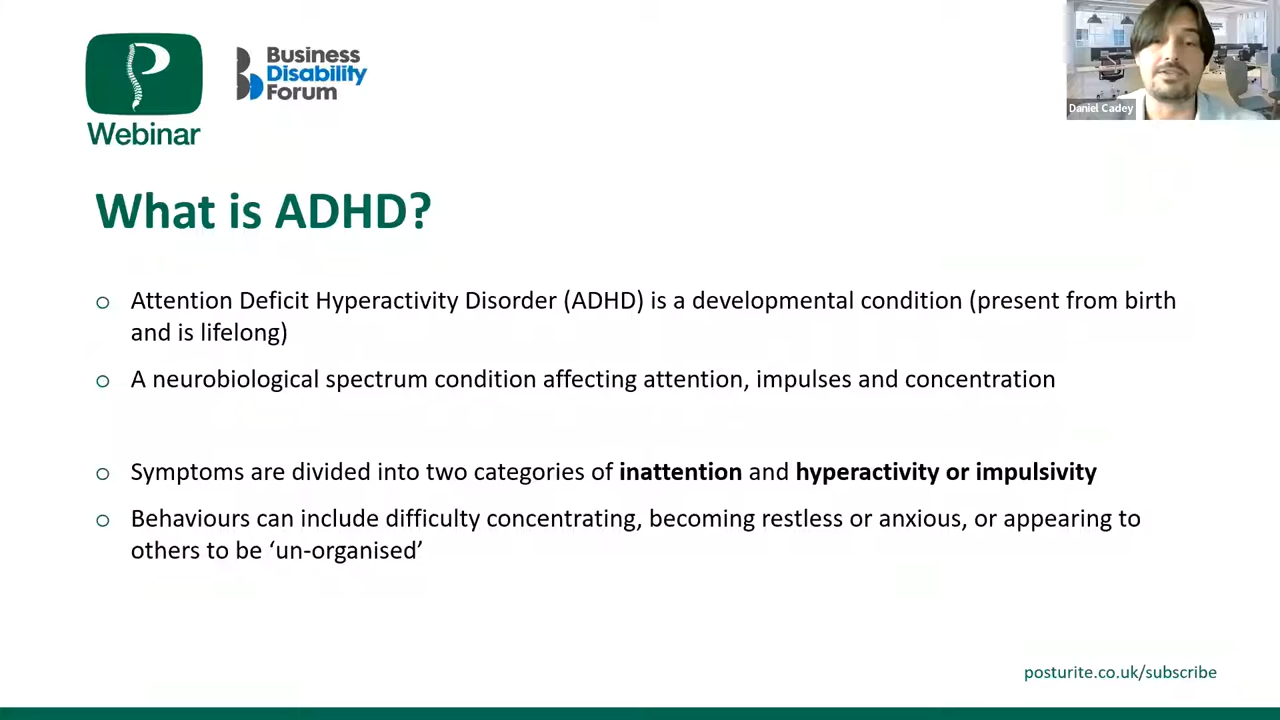 P
Webinar
Business
Disability
Forum
Daniel Cadey
What is ADHD?
Attention Deficit Hyperactivity Disorder (ADHD) is a developmental condition (present from birth
and is lifelong)
A neurobiological spectrum condition affecting attention, impulses and concentration
Symptoms are divided into two categories of inattention and hyperactivity or impulsivity
Behaviours can include difficulty concentrating, becoming restless or anxious, or appearing to
others to be ‘un-organised’
posturite.co.uk/subscribe